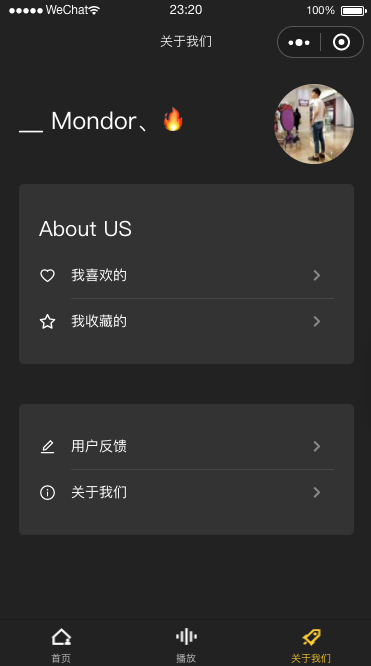 WeChat 23:20 100%
关于我们
__ Mondor、🔥
About US
我喜欢的
我收藏的
用户反馈
关于我们
首页 播放 关于我们